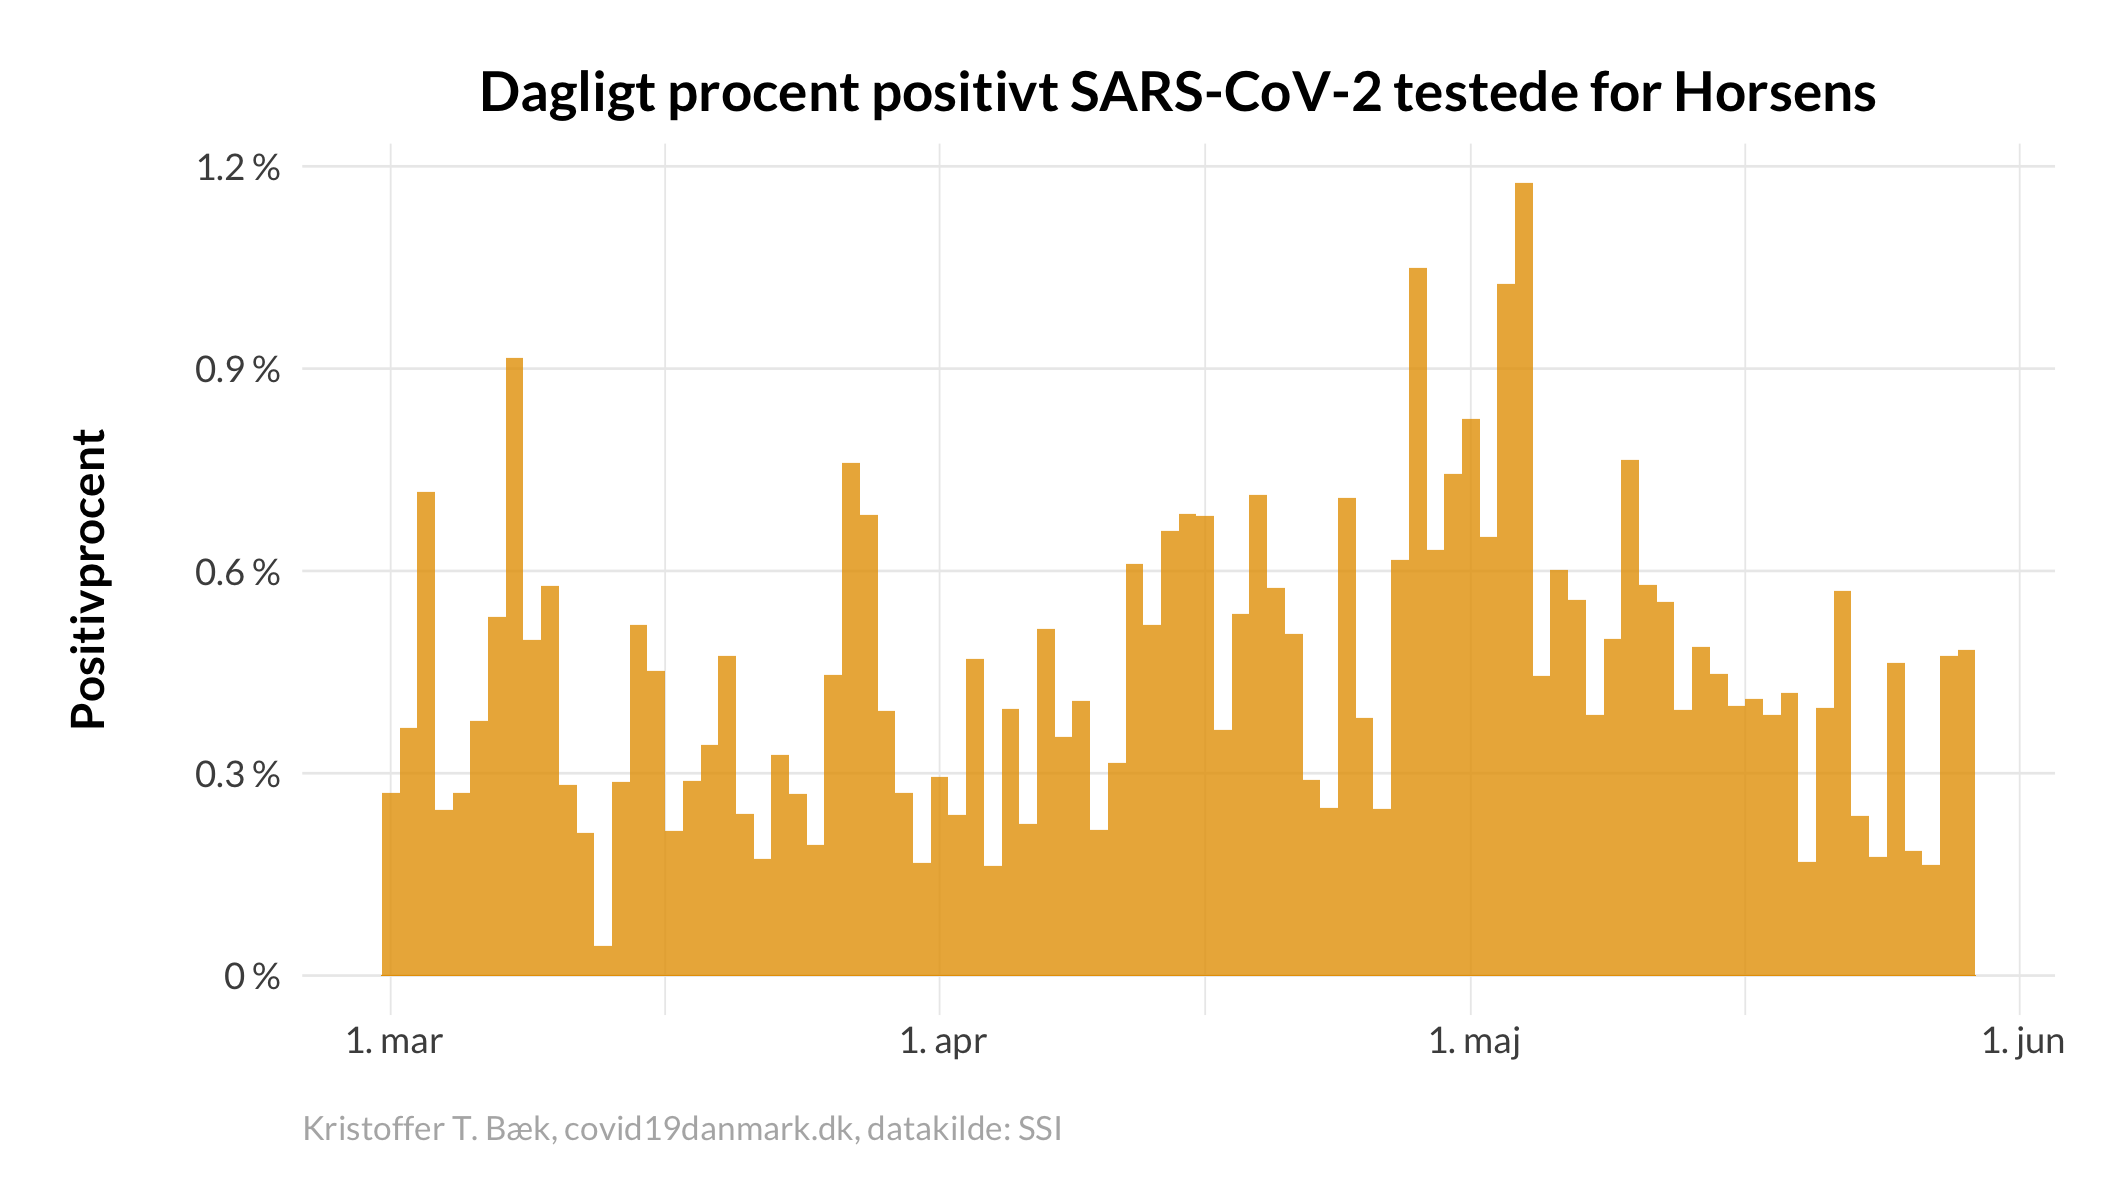 Dagligt procent positivt SARS-CoV-2 testede for Horsens
Positivprocent
1.2 %
0.9 %
0.6 %
0.3 %
0 %
1. mar
1. apr
1. maj
1. jun
Kristoffer T. Bæk, covid19danmark.dk, datakilde: SSI